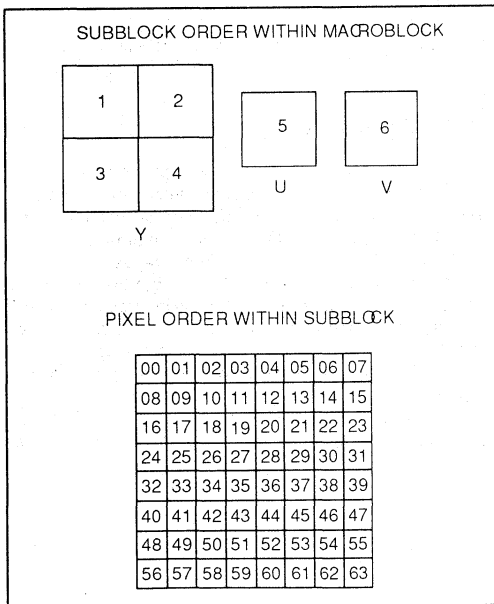 SUBBLOCK ORDER WITHIN MACROBLOCK
1 2
5 6
3 4
U V
Y
PIXEL ORDER WITHIN SUBBLOCK
00 01 02 03 04 05 06 07
08 09 10 11 12 13 14 15
16 17 18 19 20 21 22 23
24 25 26 27 28 29 30 31
32 33 34 35 36 37 38 39
40 41 42 43 44 45 46 47
48 49 50 51 52 53 54 55
56 57 58 59 60 61 62 63